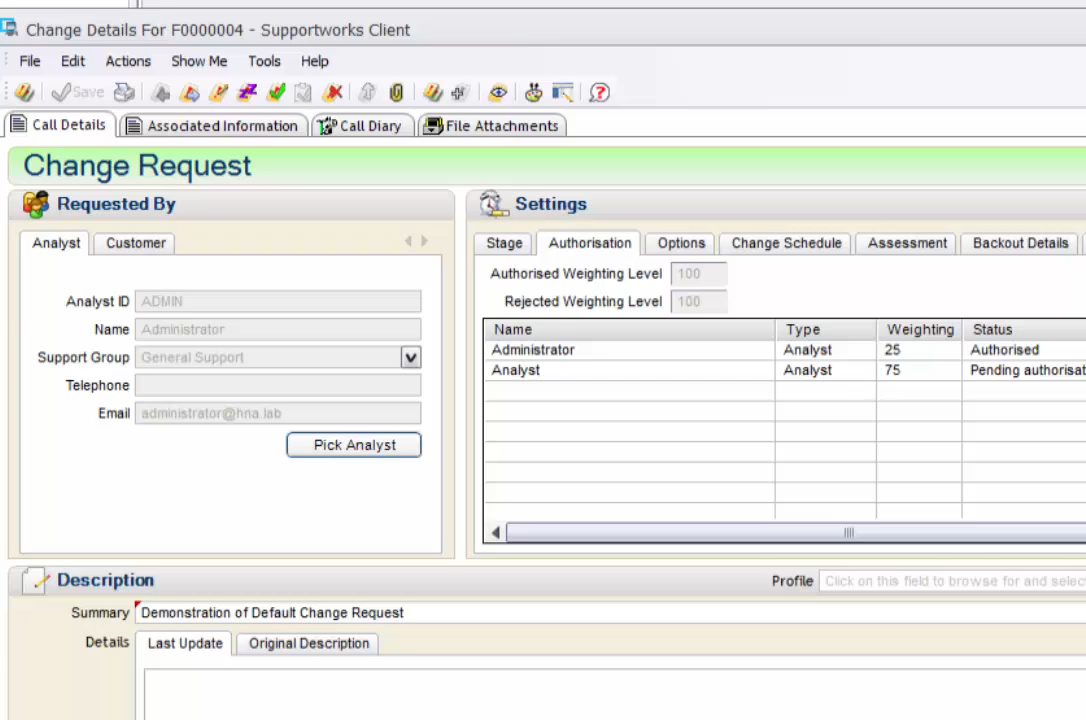 Change Details For F0000004 - Supportworks Client
File Edit Actions Show Me Tools Help
Save
Call Details Associated Information Call Diary File Attachments
Change Request
Requested By
Analyst Customer
Analyst ID ADMIN
Name Administrator
Support Group General Support
Telephone
Email administrator@hna.lab
Pick Analyst
Settings
Stage Authorisation Options Change Schedule Assessment Backout Details
Authorised Weighting Level 100
Rejected Weighting Level 100
Name Type Weighting Status
Administrator Analyst 25 Authorised
Analyst Analyst 75 Pending authorisat
Description
Profile Click on this field to browse for and selec
Summary Demonstration of Default Change Request
Details Last Update Original Description